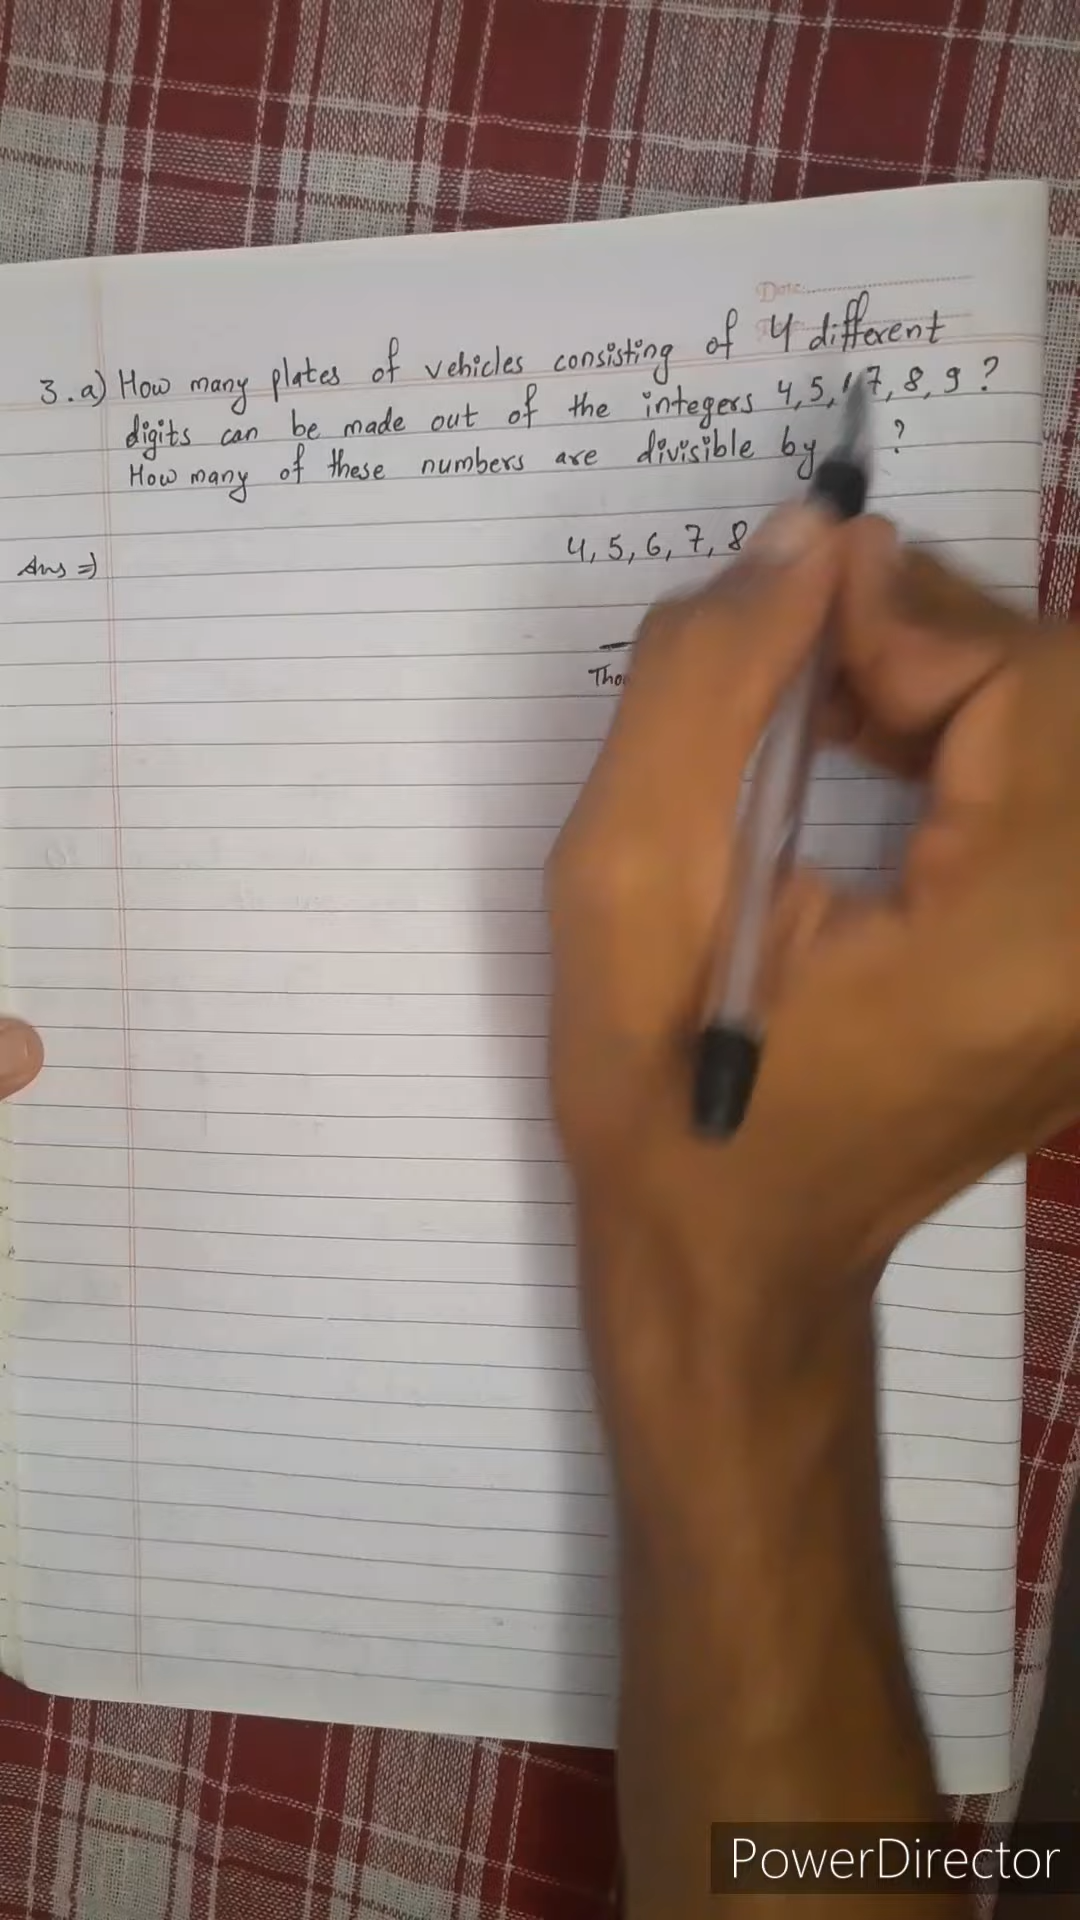 Date:
3.a) How many plates of vehicles consisting of 4 different
digits can be made out of the integers 4, 5, 7, 8, 9 ?
How many of these numbers are divisible by ?
Ans ⇒
4, 5, 6, 7, 8
PowerDirector